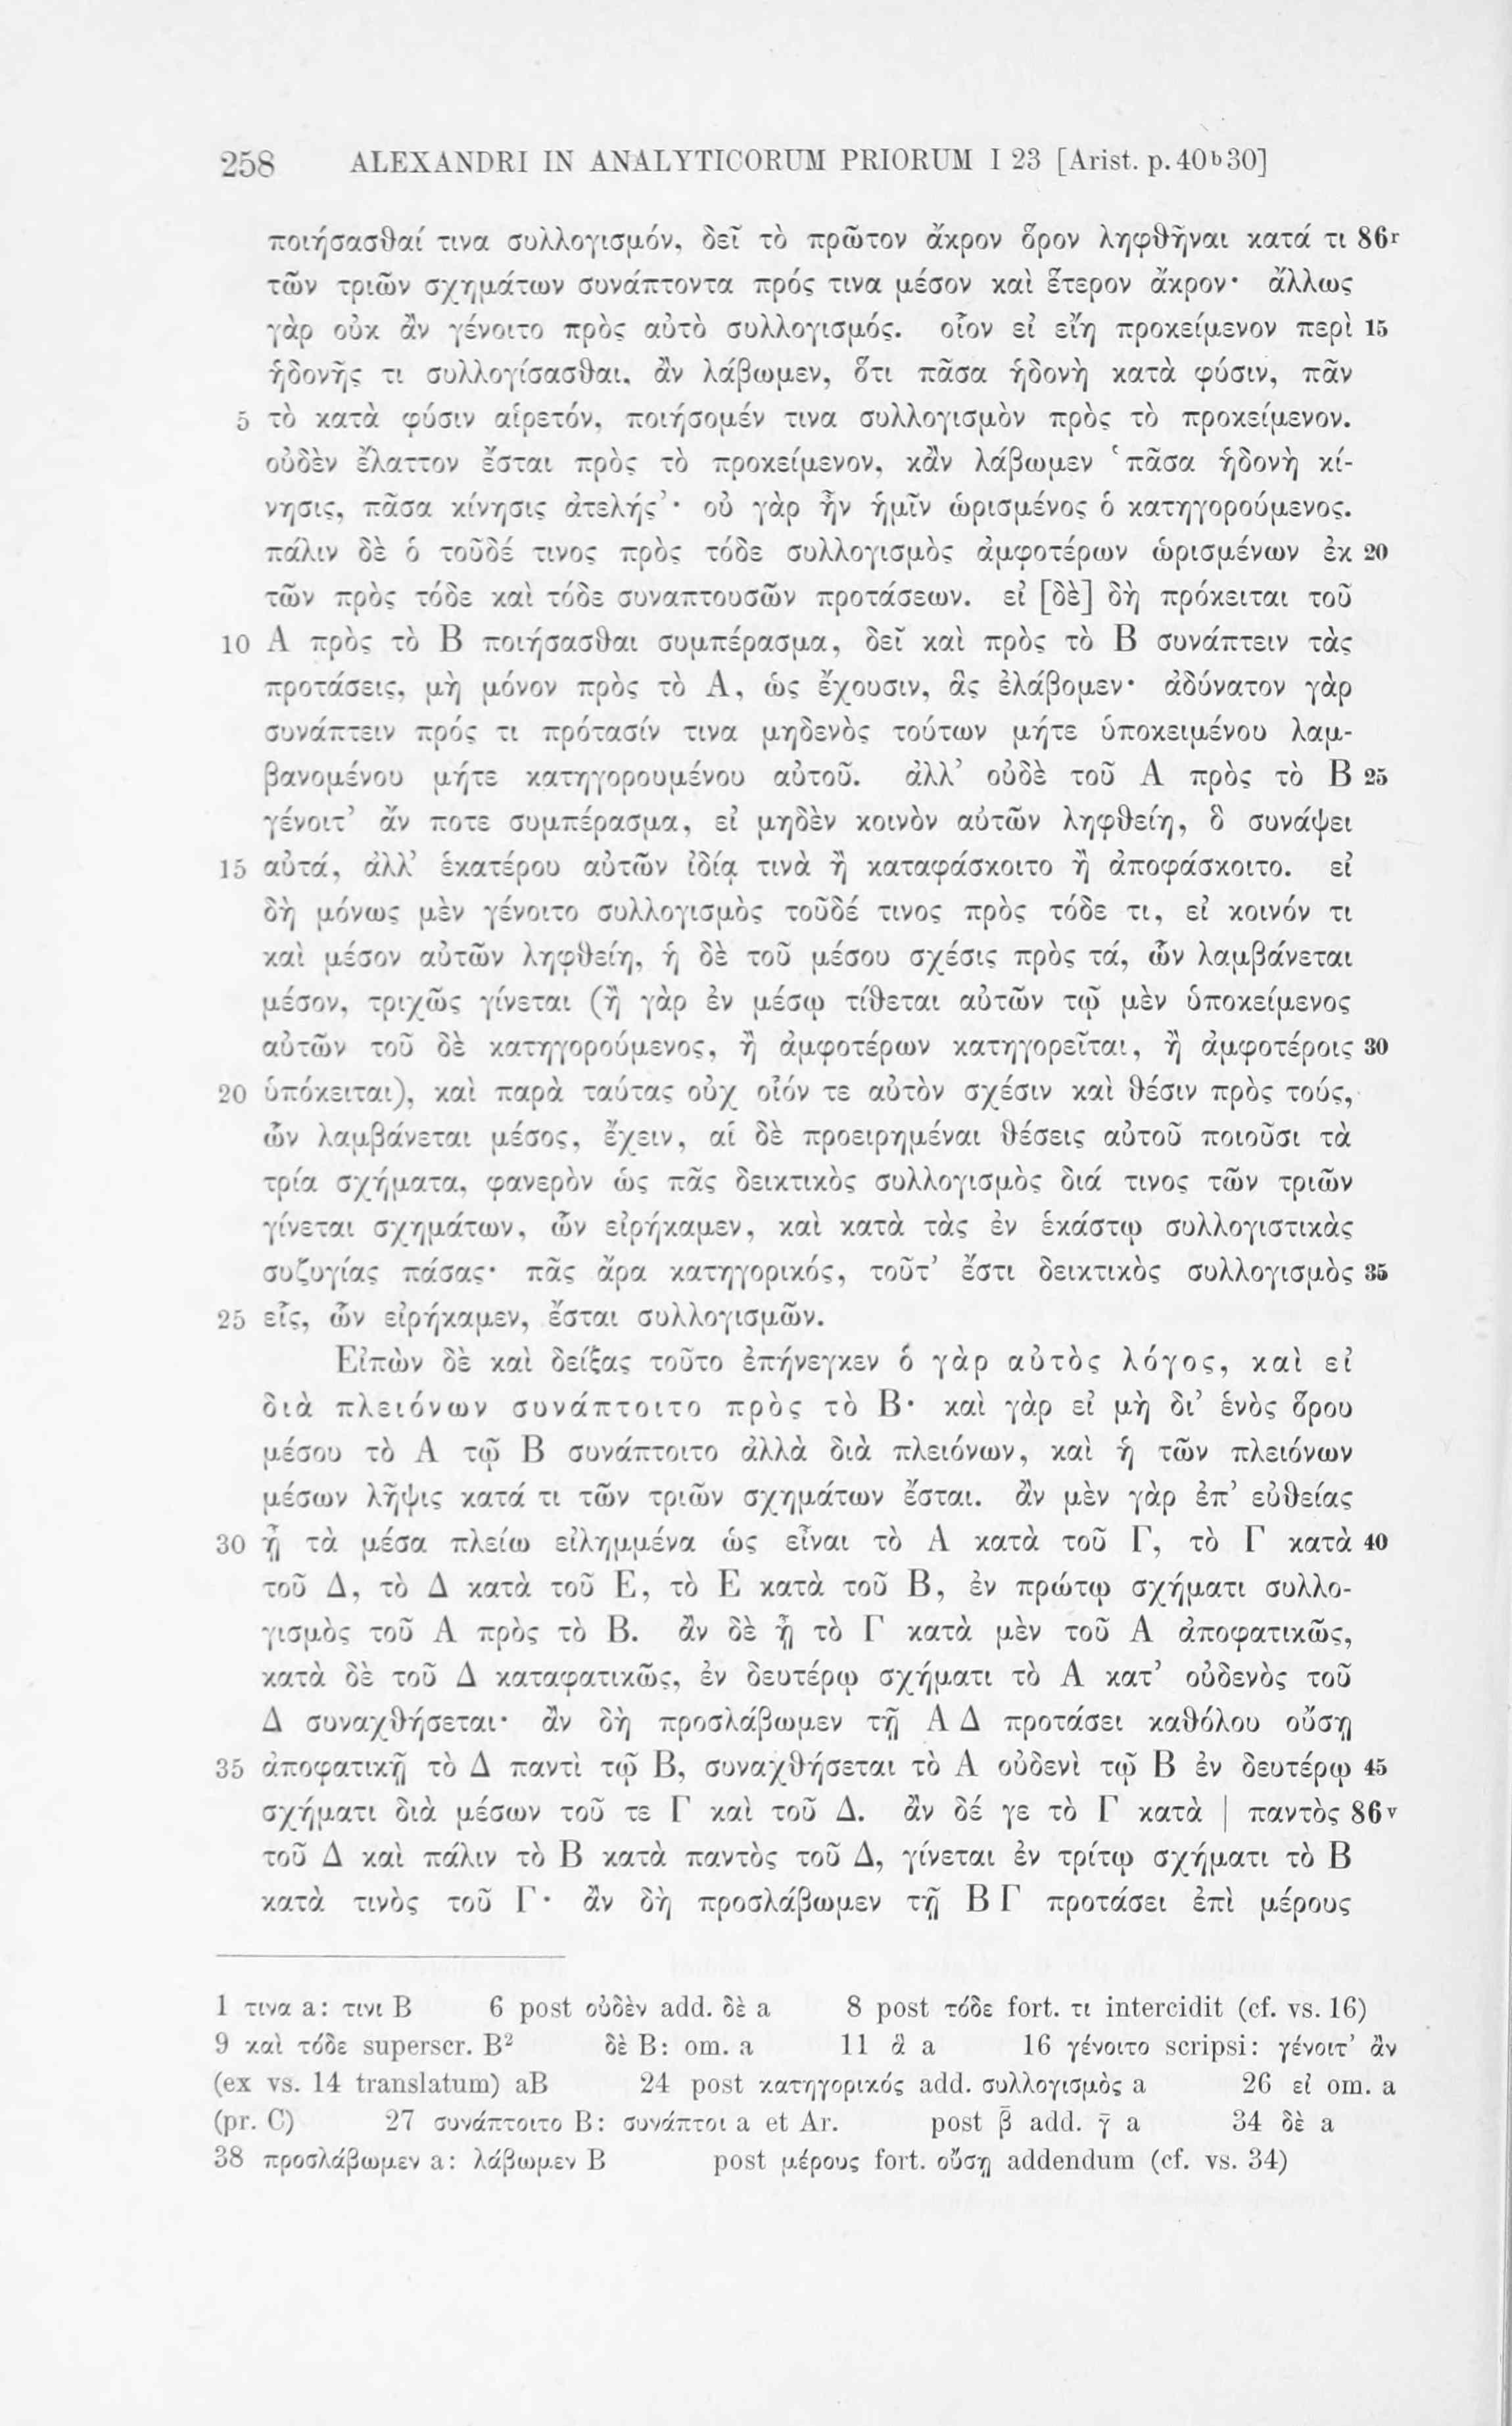 258 ALEXANDRI IN ANALYTICORUM PRIORUM I 23 [Arist. p. 40ᵇ30]
ποιήσασθαί τινα συλλογισμόν, δεῖ τὸ πρῶτον ἄκρον ὅρον ληφθῆναι κατά τι 86ʳ
τῶν τριῶν σχημάτων συνάπτοντα πρός τινα μέσον καὶ ἕτερον ἄκρον· ἄλλως
γὰρ οὐκ ἂν γένοιτο πρὸς αὐτὸ συλλογισμός. οἷον εἰ εἴη προκείμενον περὶ 15
ἡδονῆς τι συλλογίσασθαι, ἂν λάβωμεν, ὅτι πᾶσα ἡδονὴ κατὰ φύσιν, πᾶν
5 τὸ κατὰ φύσιν αἱρετόν, ποιήσομέν τινα συλλογισμὸν πρὸς τὸ προκείμενον.
οὐδὲν ἔλαττον ἔσται πρὸς τὸ προκείμενον, κἂν λάβωμεν ‘πᾶσα ἡδονὴ κί-
νησις, πᾶσα κίνησις ἀτελής’· οὐ γὰρ ἦν ἡμῖν ὡρισμένος ὁ κατηγορούμενος.
πάλιν δὲ ὁ τοῦδέ τινος πρὸς τόδε συλλογισμὸς ἀμφοτέρων ὡρισμένων ἐκ 20
τῶν πρὸς τόδε καὶ τόδε συναπτουσῶν προτάσεων. εἰ [δὲ] δὴ πρόκειται τοῦ
10 Α πρὸς τὸ Β ποιήσασθαι συμπέρασμα, δεῖ καὶ πρὸς τὸ Β συνάπτειν τὰς
προτάσεις, μὴ μόνον πρὸς τὸ Α, ὡς ἔχουσιν, ἃς ἐλάβομεν· ἀδύνατον γὰρ
συνάπτειν πρός τι πρότασίν τινα μηδενὸς τούτων μήτε ὑποκειμένου λαμ-
βανομένου μήτε κατηγορουμένου αὐτοῦ. ἀλλ’ οὐδὲ τοῦ Α πρὸς τὸ Β 25
γένοιτ’ ἄν ποτε συμπέρασμα, εἰ μηδὲν κοινὸν αὐτῶν ληφθείη, ὃ συνάψει
15 αὐτά, ἀλλ’ ἑκατέρου αὐτῶν ἰδίᾳ τινὰ ἢ καταφάσκοιτο ἢ ἀποφάσκοιτο. εἰ
δὴ μόνως μὲν γένοιτο συλλογισμὸς τοῦδέ τινος πρὸς τόδε τι, εἰ κοινόν τι
καὶ μέσον αὐτῶν ληφθείη, ἡ δὲ τοῦ μέσου σχέσις πρὸς τά, ὧν λαμβάνεται
μέσον, τριχῶς γίνεται (ἢ γὰρ ἐν μέσῳ τίθεται αὐτῶν τῷ μὲν ὑποκείμενος
αὐτῶν τοῦ δὲ κατηγορούμενος, ἢ ἀμφοτέρων κατηγορεῖται, ἢ ἀμφοτέροις 30
20 ὑπόκειται), καὶ παρὰ ταύτας οὐχ οἷόν τε αὐτὸν σχέσιν καὶ θέσιν πρὸς τούς,
ὧν λαμβάνεται μέσος, ἔχειν, αἱ δὲ προειρημέναι θέσεις αὐτοῦ ποιοῦσι τὰ
τρία σχήματα, φανερὸν ὡς πᾶς δεικτικὸς συλλογισμὸς διά τινος τῶν τριῶν
γίνεται σχημάτων, ὧν εἰρήκαμεν, καὶ κατὰ τὰς ἐν ἑκάστῳ συλλογιστικὰς
συζυγίας πάσας· πᾶς ἄρα κατηγορικός, τοῦτ’ ἔστι δεικτικὸς συλλογισμὸς 35
25 εἷς, ὧν εἰρήκαμεν, ἔσται συλλογισμῶν.
Εἰπὼν δὲ καὶ δείξας τοῦτο ἐπήνεγκεν ὁ γὰρ αὐτὸς λόγος, καὶ εἰ
διὰ πλειόνων συνάπτοιτο πρὸς τὸ Β· καὶ γὰρ εἰ μὴ δι’ ἑνὸς ὅρου
μέσου τὸ Α τῷ Β συνάπτοιτο ἀλλὰ διὰ πλειόνων, καὶ ἡ τῶν πλειόνων
μέσων λῆψις κατά τι τῶν τριῶν σχημάτων ἔσται. ἂν μὲν γὰρ ἐπ’ εὐθείας
30 ᾖ τὰ μέσα πλείω εἰλημμένα ὡς εἶναι τὸ Α κατὰ τοῦ Γ, τὸ Γ κατὰ 40
τοῦ Δ, τὸ Δ κατὰ τοῦ Ε, τὸ Ε κατὰ τοῦ Β, ἐν πρώτῳ σχήματι συλλο-
γισμὸς τοῦ Α πρὸς τὸ Β. ἂν δὲ ᾖ τὸ Γ κατὰ μὲν τοῦ Α ἀποφατικῶς,
κατὰ δὲ τοῦ Δ καταφατικῶς, ἐν δευτέρῳ σχήματι τὸ Α κατ’ οὐδενὸς τοῦ
Δ συναχθήσεται· ἂν δὴ προσλάβωμεν τῇ Α Δ προτάσει καθόλου οὔσῃ
35 ἀποφατικῇ τὸ Δ παντὶ τῷ Β, συναχθήσεται τὸ Α οὐδενὶ τῷ Β ἐν δευτέρῳ 45
σχήματι διὰ μέσων τοῦ τε Γ καὶ τοῦ Δ. ἂν δέ γε τὸ Γ κατὰ | παντὸς 86ᵛ
τοῦ Δ καὶ πάλιν τὸ Β κατὰ παντὸς τοῦ Δ, γίνεται ἐν τρίτῳ σχήματι τὸ Β
κατὰ τινὸς τοῦ Γ· ἂν δὴ προσλάβωμεν τῇ Β Γ προτάσει ἐπὶ μέρους
1 τινα a: τινι B 6 post οὐδὲν add. δὲ a 8 post τόδε fort. τι intercidit (cf. vs. 16)
9 καὶ τόδε superscr. B² δὲ B: om. a 11 ἃ a 16 γένοιτο scripsi: γένοιτ’ ἂν
(ex vs. 14 translatum) aB 24 post κατηγορικός add. συλλογισμὸς a 26 εἰ om. a
(pr. C) 27 συνάπτοιτο B: συνάπτοι a et Ar. post β̄ add. γ̄ a 34 δὲ a
38 προσλάβωμεν a: λάβωμεν B post μέρους fort. οὔσῃ addendum (cf. vs. 34)